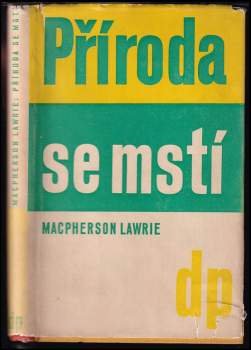 Příroda
se mstí
MACPHERSON LAWRIE
dp
MACPHERSON LAWRIE: PŘÍRODA SE MSTÍ